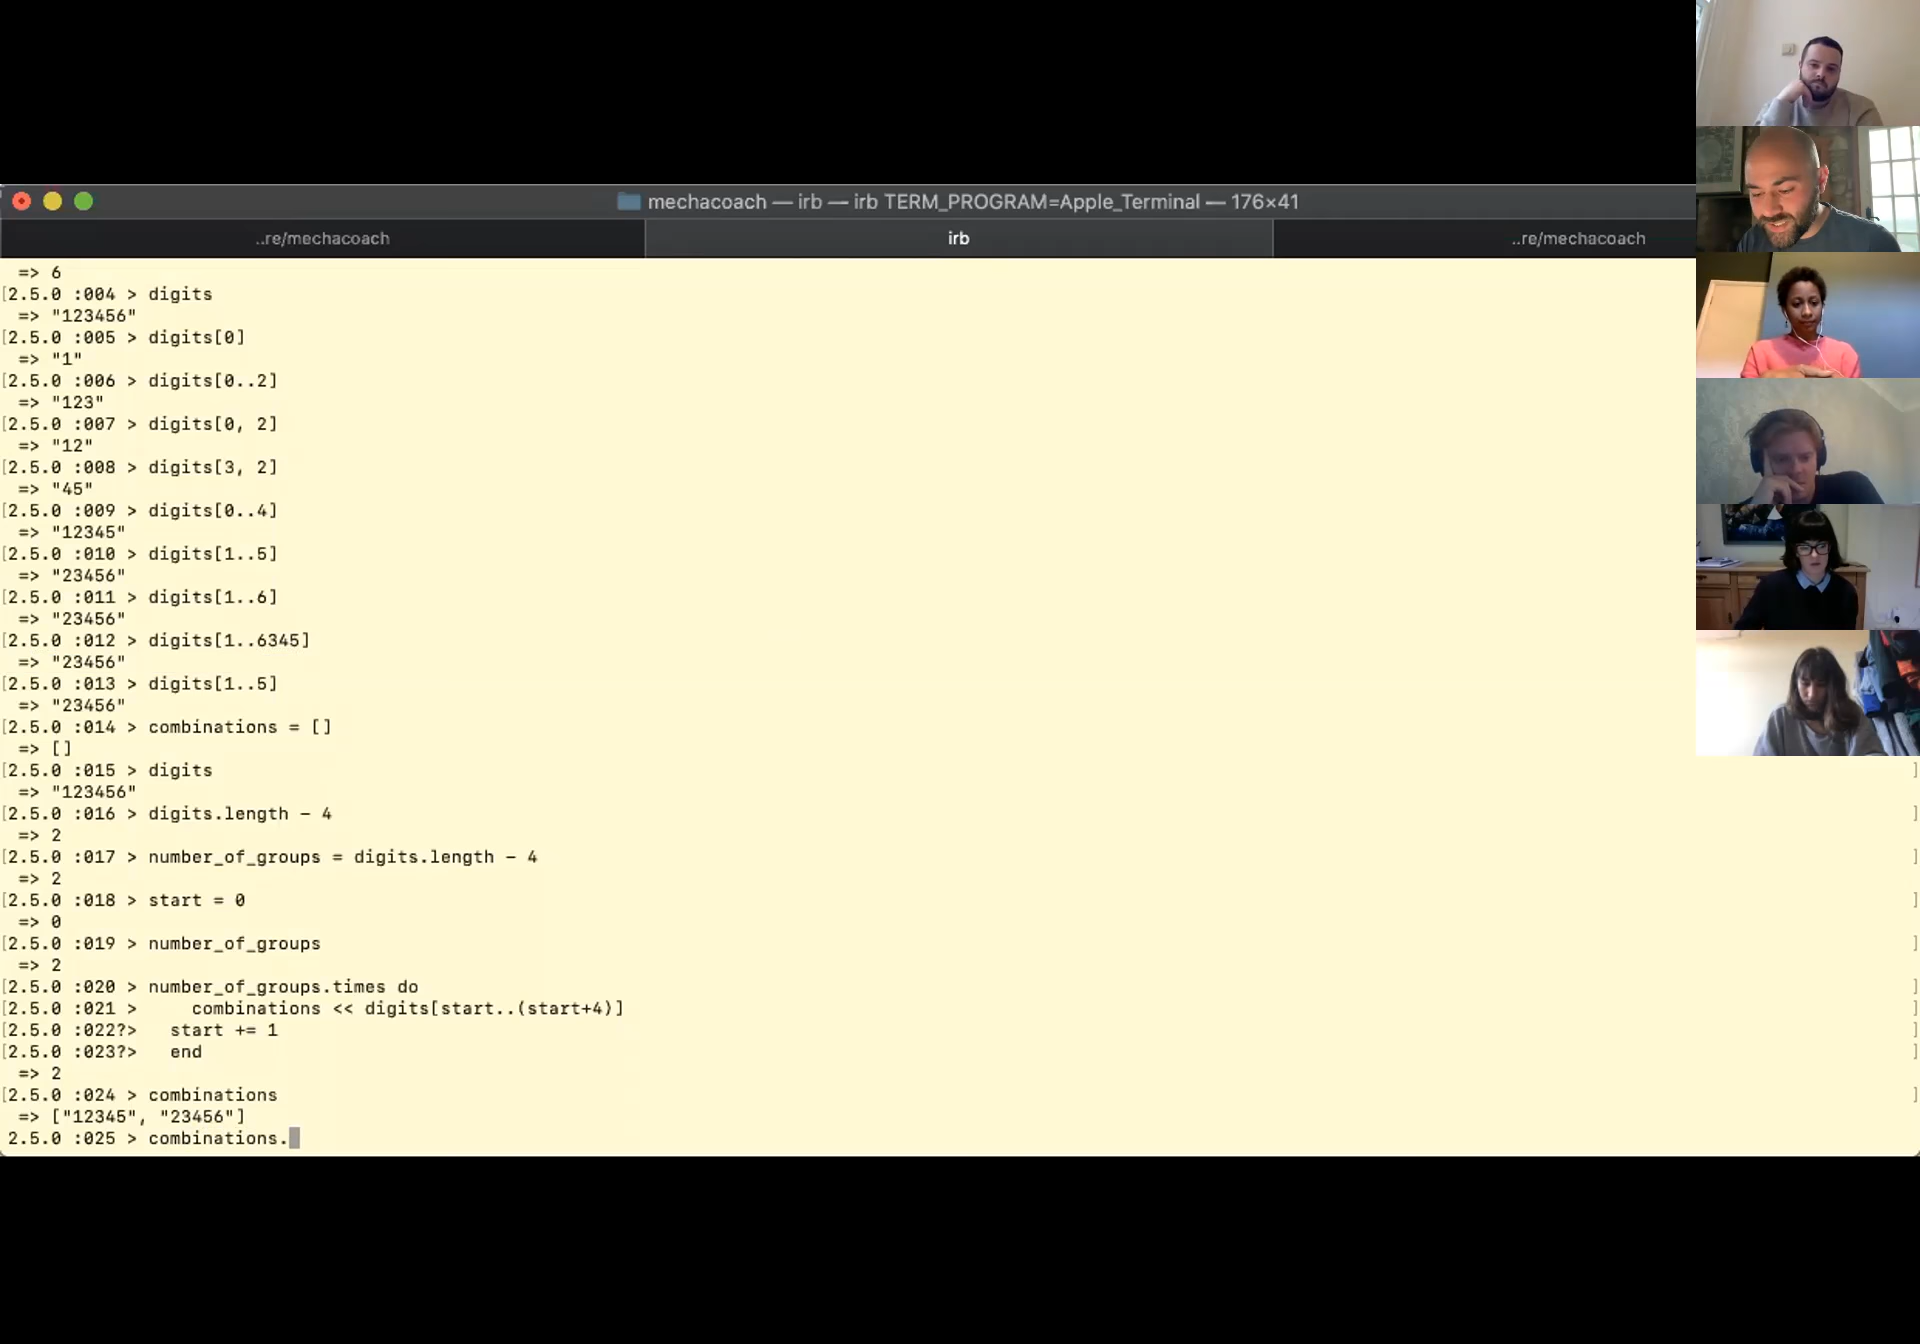 mechacoach — irb — irb TERM_PROGRAM=Apple_Terminal — 176×41
..re/mechacoach irb ..re/mechacoach
=> 6
[2.5.0 :004 > digits
=> "123456"
[2.5.0 :005 > digits[0]
=> "1"
[2.5.0 :006 > digits[0..2]
=> "123"
[2.5.0 :007 > digits[0, 2]
=> "12"
[2.5.0 :008 > digits[3, 2]
=> "45"
[2.5.0 :009 > digits[0..4]
=> "12345"
[2.5.0 :010 > digits[1..5]
=> "23456"
[2.5.0 :011 > digits[1..6]
=> "23456"
[2.5.0 :012 > digits[1..6345]
=> "23456"
[2.5.0 :013 > digits[1..5]
=> "23456"
[2.5.0 :014 > combinations = []
=> []
[2.5.0 :015 > digits ]
=> "123456"
[2.5.0 :016 > digits.length - 4 ]
=> 2
[2.5.0 :017 > number_of_groups = digits.length - 4 ]
=> 2
[2.5.0 :018 > start = 0 ]
=> 0
[2.5.0 :019 > number_of_groups ]
=> 2
[2.5.0 :020 > number_of_groups.times do ]
[2.5.0 :021 > combinations << digits[start..(start+4)] ]
[2.5.0 :022?> start += 1 ]
[2.5.0 :023?> end ]
=> 2
[2.5.0 :024 > combinations ]
=> ["12345", "23456"]
2.5.0 :025 > combinations.